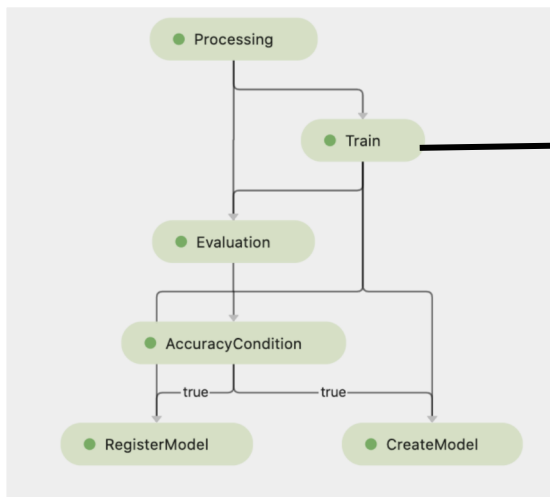 Processing
Train
Evaluation
AccuracyCondition
true
true
RegisterModel
CreateModel